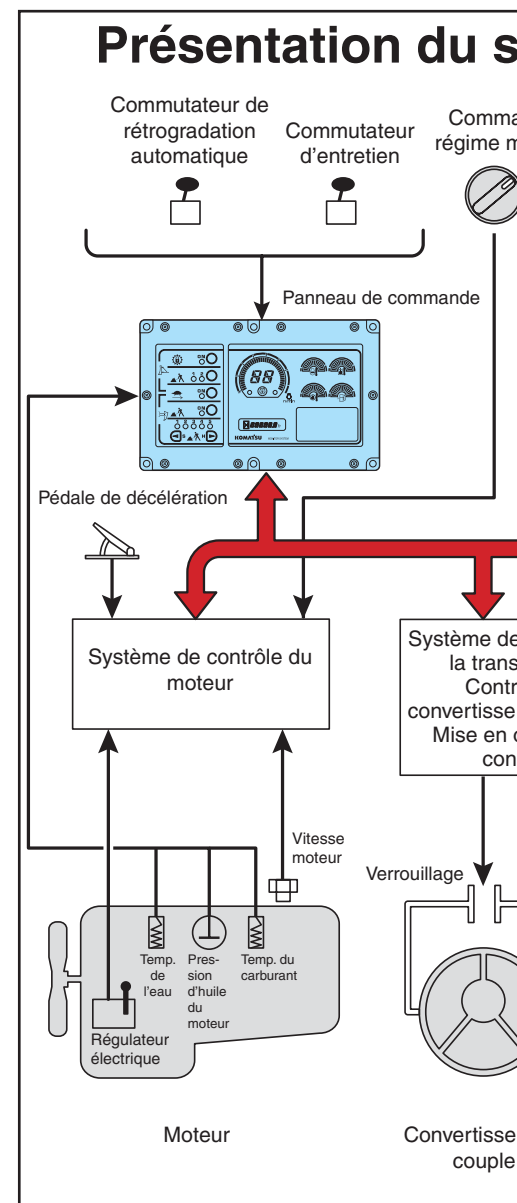 Présentation du s
Commutateur de
rétrogradation
automatique
Commutateur
d'entretien
Comma
régime m
Panneau de commande
KOMATSU
Pédale de décélération
Système de contrôle du
moteur
Système de
la trans
Contr
convertisse
Mise en
con
Vitesse
moteur
Verrouillage
Temp.
de
l'eau
Pres-
sion
d'huile
du
moteur
Temp. du
carburant
Régulateur
électrique
Moteur
Convertisse
couple